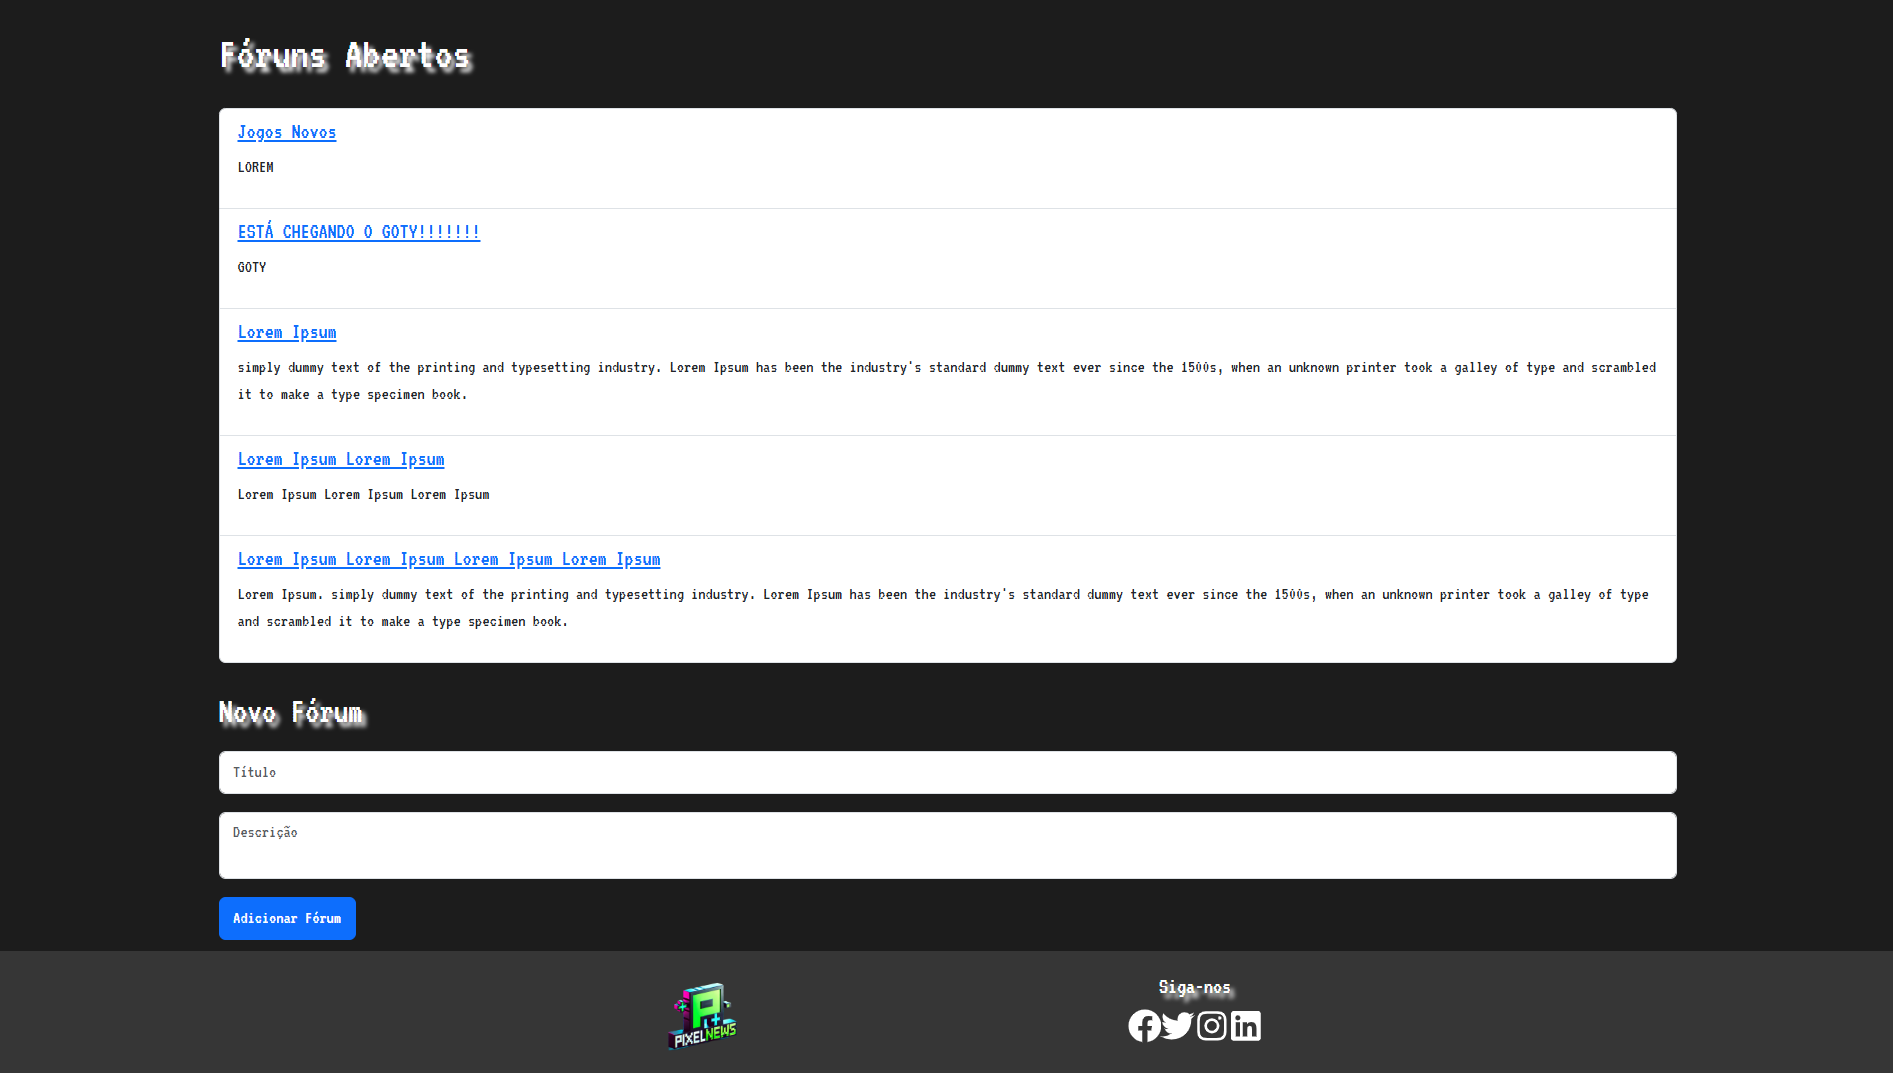 Fóruns Abertos
Jogos Novos
LOREM
ESTÁ CHEGANDO O GOTY!!!!!!!
GOTY
Lorem Ipsum
simply dummy text of the printing and typesetting industry. Lorem Ipsum has been the industry's standard dummy text ever since the 1500s, when an unknown printer took a galley of type and scrambled
it to make a type specimen book.
Lorem Ipsum Lorem Ipsum
Lorem Ipsum Lorem Ipsum Lorem Ipsum
Lorem Ipsum Lorem Ipsum Lorem Ipsum Lorem Ipsum
Lorem Ipsum. simply dummy text of the printing and typesetting industry. Lorem Ipsum has been the industry's standard dummy text ever since the 1500s, when an unknown printer took a galley of type
and scrambled it to make a type specimen book.
Novo Fórum
Título
Descrição
Adicionar Fórum
P
PIXELNEWS
Siga-nos